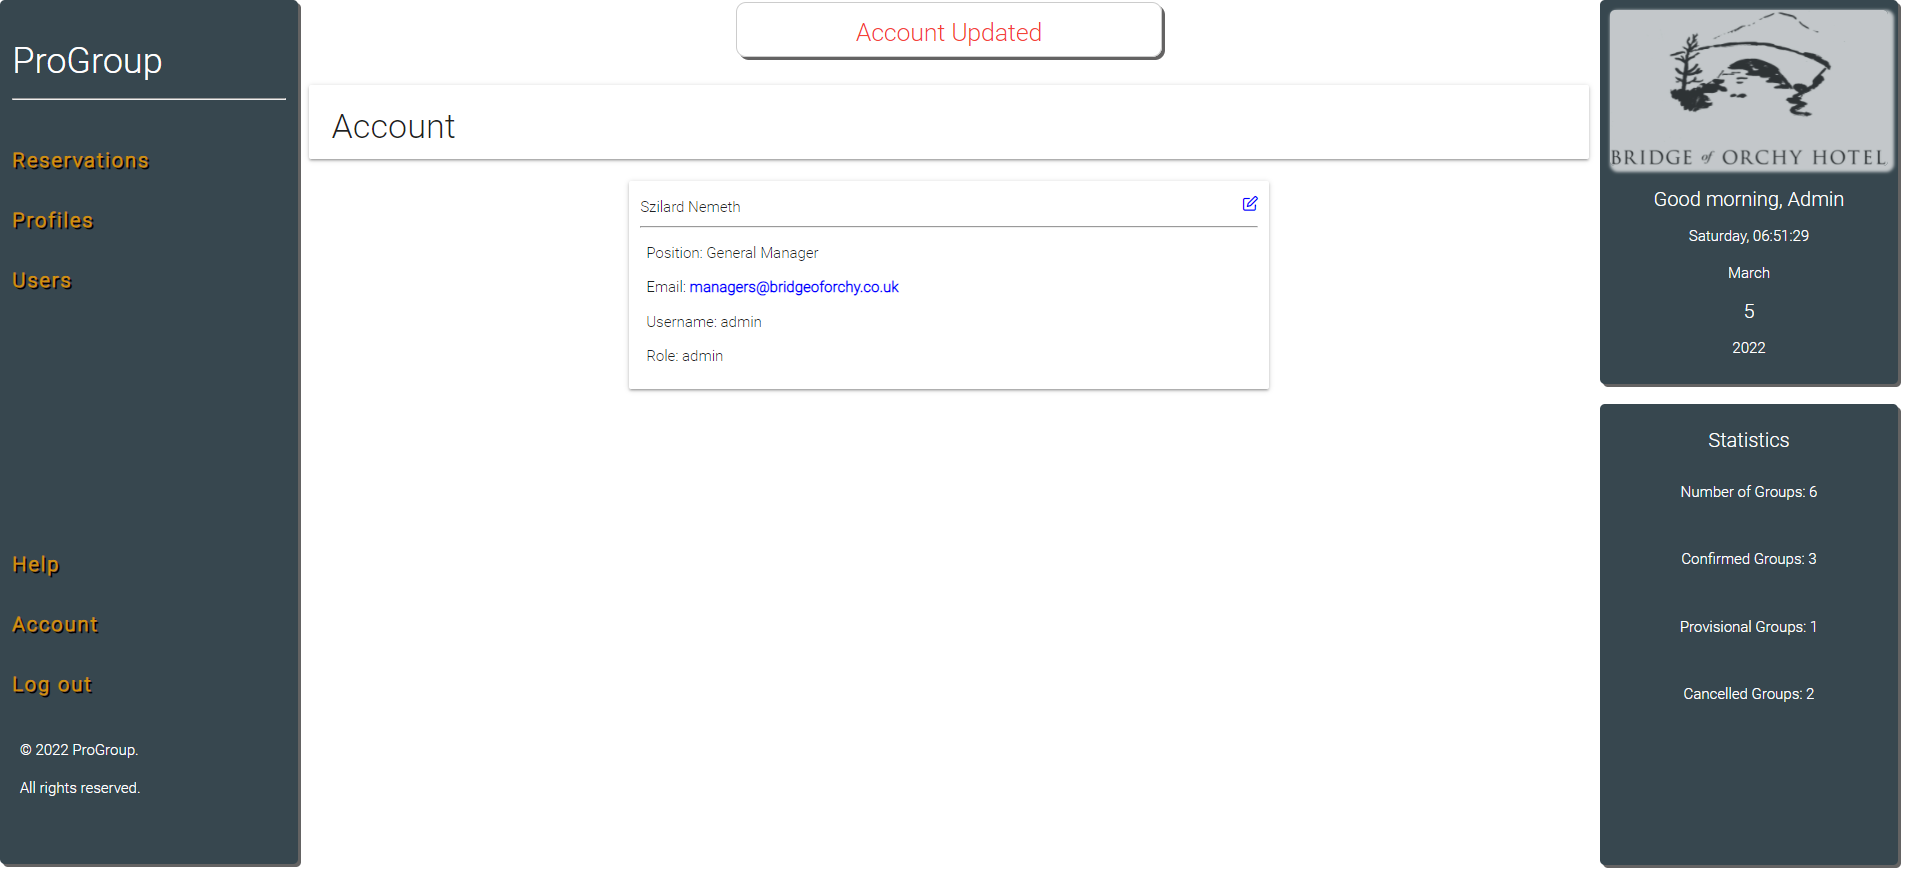 ProGroup
Reservations
Profiles
Users
Help
Account
Log out
© 2022 ProGroup.
All rights reserved.
Account Updated
Account
Szilard Nemeth
Position: General Manager
Email: managers@bridgeoforchy.co.uk
Username: admin
Role: admin
BRIDGE of ORCHY HOTEL
Good morning, Admin
Saturday, 06:51:29
March
5
2022
Statistics
Number of Groups: 6
Confirmed Groups: 3
Provisional Groups: 1
Cancelled Groups: 2